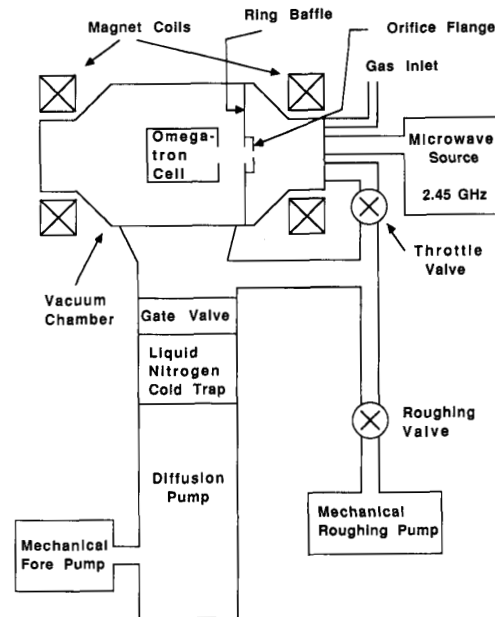 Ring Baffle
Magnet Coils
Orifice Flange
Gas Inlet
Omega-
tron
Cell
Microwave
Source
2.45 GHz
Throttle
Valve
Vacuum
Chamber
Gate Valve
Liquid
Nitrogen
Cold Trap
Roughing
Valve
Diffusion
Pump
Mechanical
Roughing Pump
Mechanical
Fore Pump